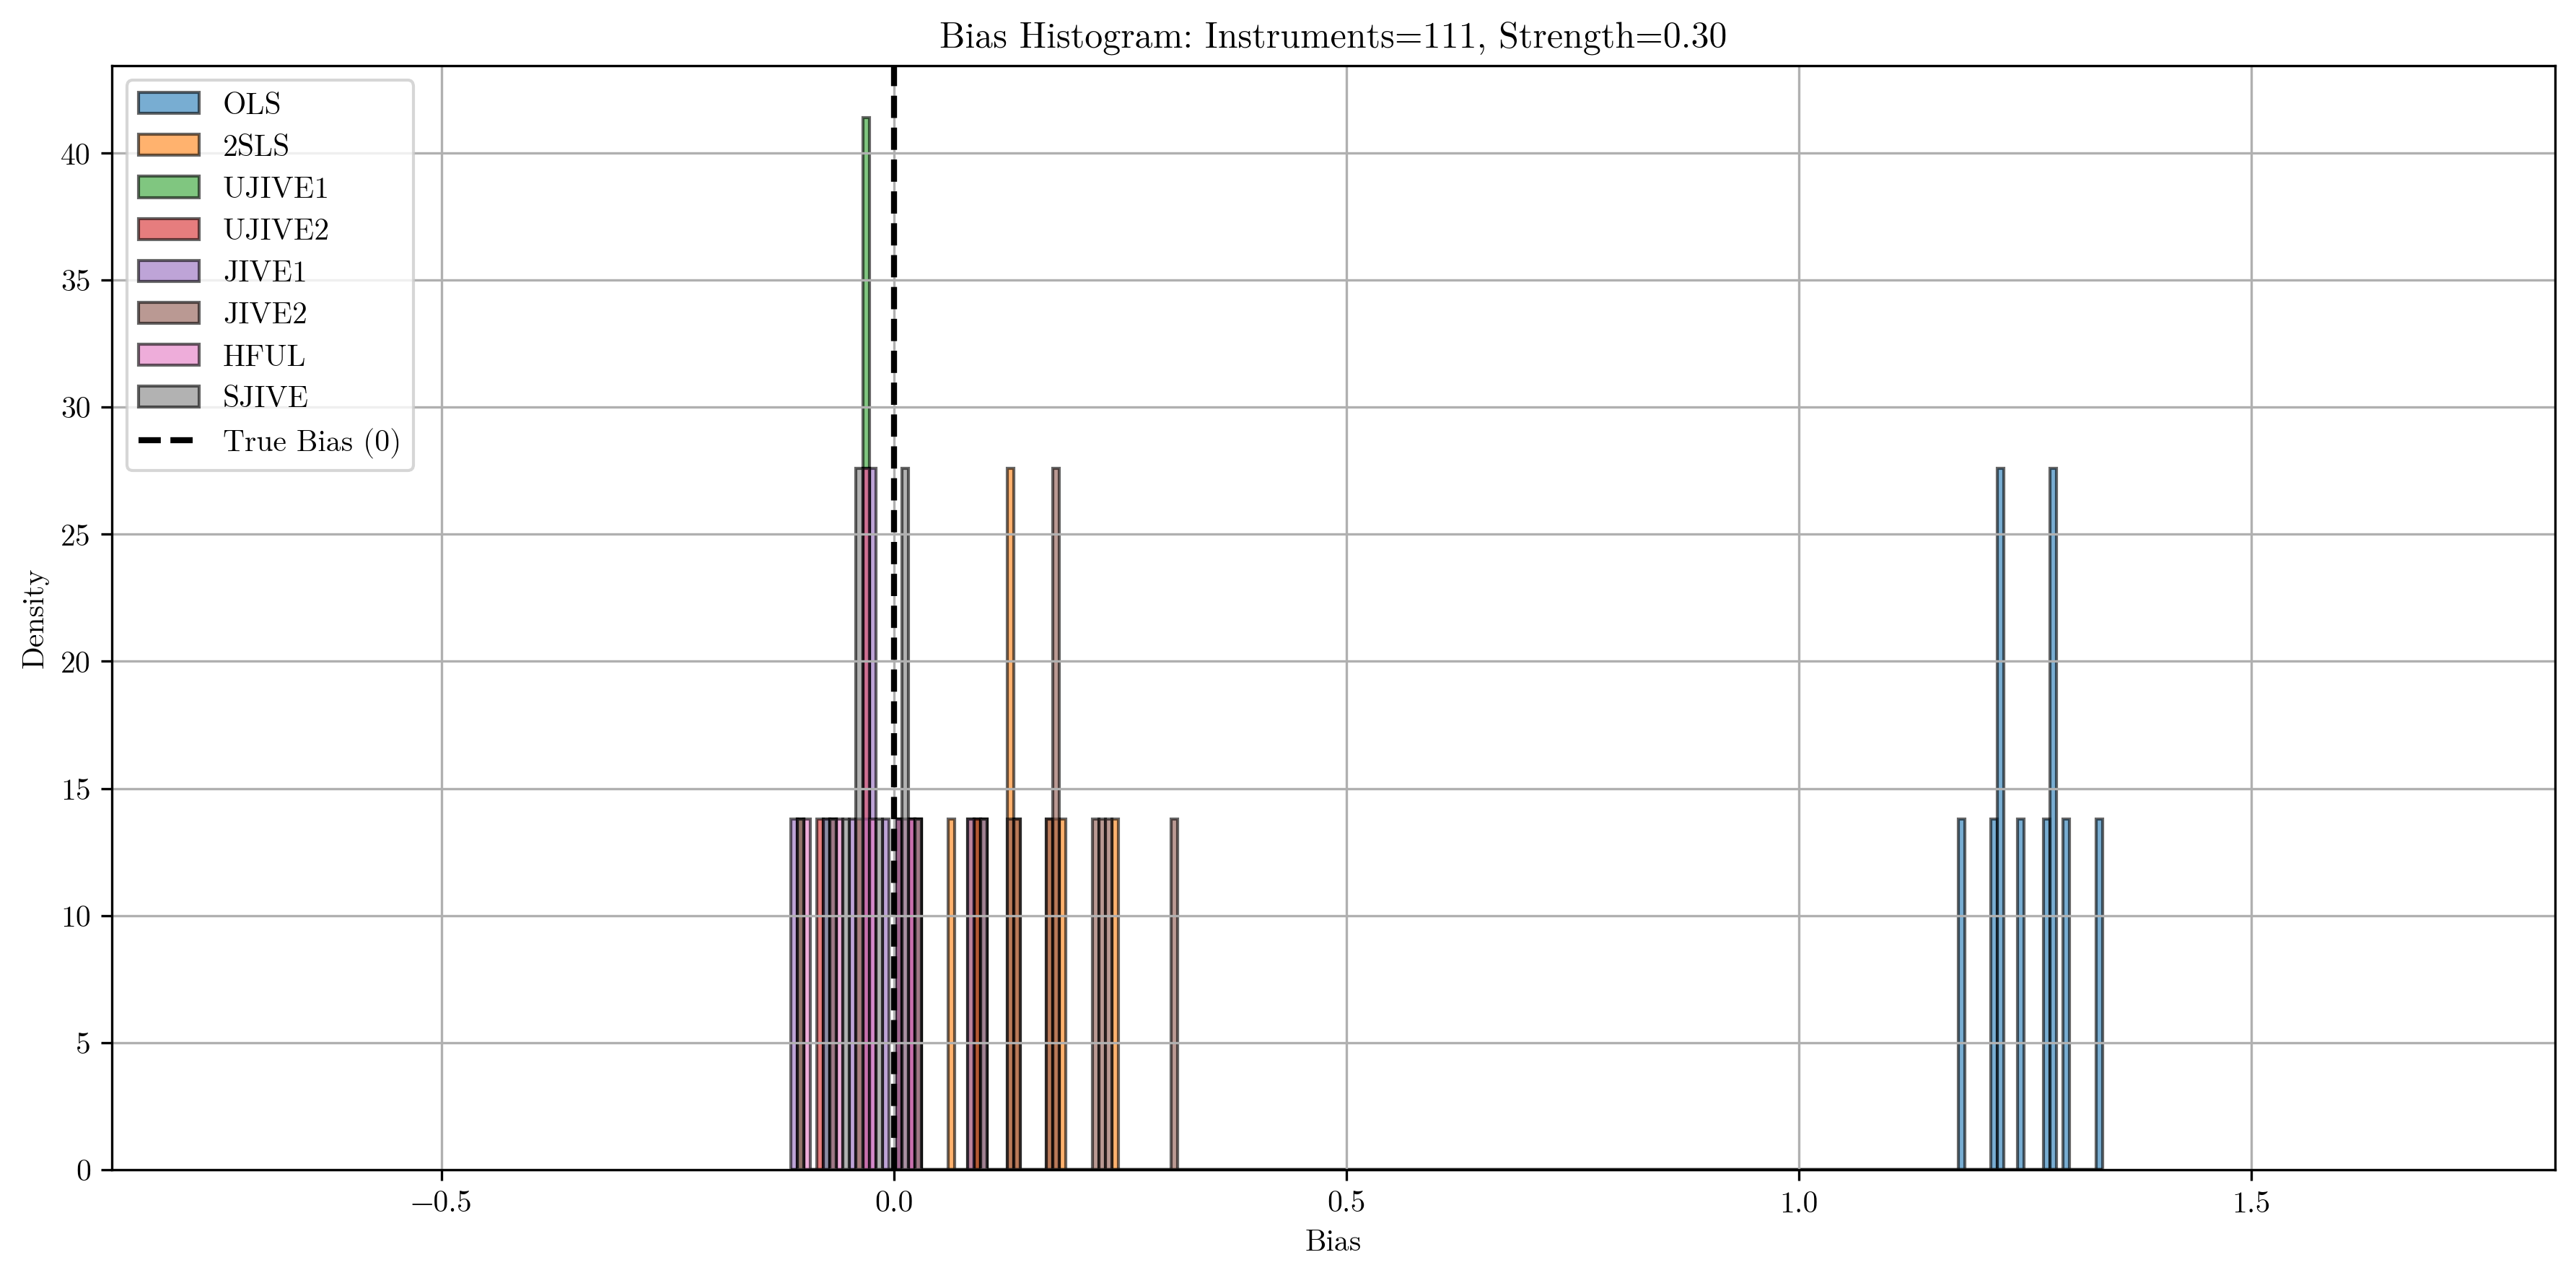 Bias Histogram: Instruments=111, Strength=0.30
OLS
2SLS
UJIVE1
UJIVE2
JIVE1
JIVE2
HFUL
SJIVE
True Bias (0)
40
35
30
25
20
15
10
5
0
Density
−0.5
0.0
0.5
1.0
1.5
Bias